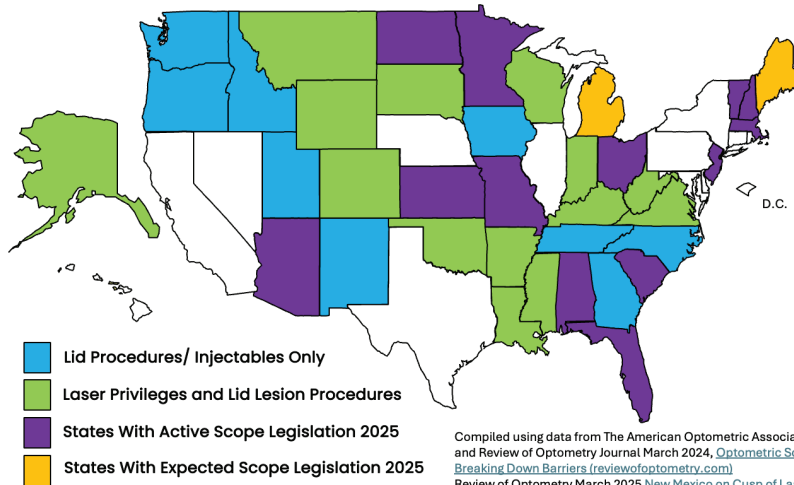 D.C.
Lid Procedures/ Injectables Only
Laser Privileges and Lid Lesion Procedures
States With Active Scope Legislation 2025
States With Expected Scope Legislation 2025
Compiled using data from The American Optometric
and Review of Optometry Journal March 2024, Optometric
Breaking Down Barriers (reviewofoptometry.com)
Review of Optometry March 2025 New Mexico on Cusp of